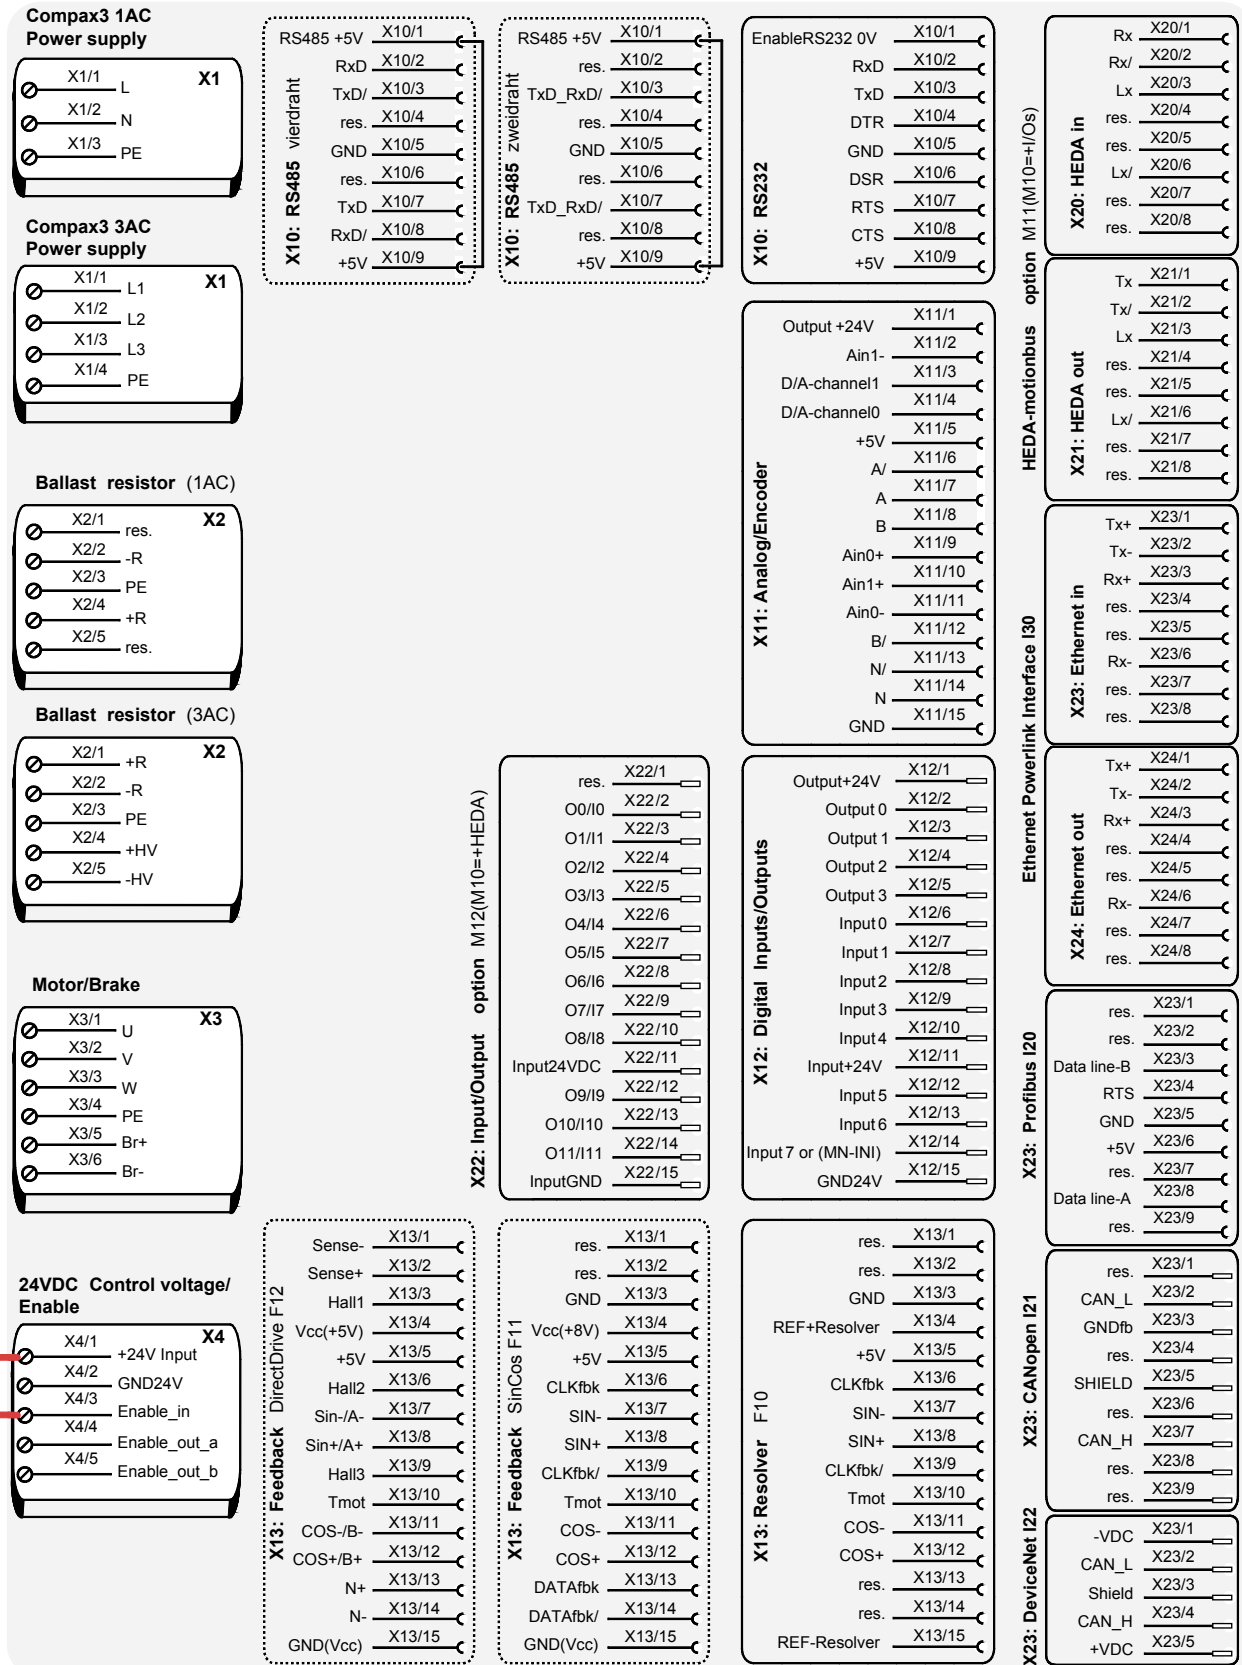 Compax3 1AC
Power supply
X1
X1/1 L
X1/2 N
X1/3 PE
Compax3 3AC
Power supply
X1
X1/1 L1
X1/2 L2
X1/3 L3
X1/4 PE
Ballast resistor (1AC)
X2
X2/1 res.
X2/2 -R
X2/3 PE
X2/4 +R
X2/5 res.
Ballast resistor (3AC)
X2
X2/1 +R
X2/2 -R
X2/3 PE
X2/4 +HV
X2/5 -HV
Motor/Brake
X3
X3/1 U
X3/2 V
X3/3 W
X3/4 PE
X3/5 Br+
X3/6 Br-
24VDC Control voltage/
Enable
X4
X4/1 +24V Input
X4/2 GND24V
X4/3 Enable_in
X4/4 Enable_out_a
X4/5 Enable_out_b
X10: RS485 vierdraht
RS485 +5V X10/1
RxD X10/2
TxD/ X10/3
res. X10/4
GND X10/5
res. X10/6
TxD X10/7
RxD/ X10/8
+5V X10/9
X10: RS485 zweidraht
RS485 +5V X10/1
res. X10/2
TxD_RxD/ X10/3
res. X10/4
GND X10/5
res. X10/6
TxD_RxD/ X10/7
res. X10/8
+5V X10/9
X10: RS232
EnableRS232 0V X10/1
RxD X10/2
TxD X10/3
DTR X10/4
GND X10/5
DSR X10/6
RTS X10/7
CTS X10/8
+5V X10/9
X11: Analog/Encoder
Output +24V X11/1
Ain1- X11/2
D/A-channel1 X11/3
D/A-channel0 X11/4
+5V X11/5
A/ X11/6
A X11/7
B X11/8
Ain0+ X11/9
Ain1+ X11/10
Ain0- X11/11
B/ X11/12
N/ X11/13
N X11/14
GND X11/15
X22: Input/Output option M12(M10=+HEDA)
res. X22/1
O0/I0 X22/2
O1/I1 X22/3
O2/I2 X22/4
O3/I3 X22/5
O4/I4 X22/6
O5/I5 X22/7
O6/I6 X22/8
O7/I7 X22/9
O8/I8 X22/10
Input24VDC X22/11
O9/I9 X22/12
O10/I10 X22/13
O11/I11 X22/14
InputGND X22/15
X12: Digital Inputs/Outputs
Output+24V X12/1
Output 0 X12/2
Output 1 X12/3
Output 2 X12/4
Output 3 X12/5
Input 0 X12/6
Input 1 X12/7
Input 2 X12/8
Input 3 X12/9
Input 4 X12/10
Input+24V X12/11
Input 5 X12/12
Input 6 X12/13
Input 7 or (MN-INI) X12/14
GND24V X12/15
X13: Feedback DirectDrive F12
Sense- X13/1
Sense+ X13/2
Hall1 X13/3
Vcc(+5V) X13/4
+5V X13/5
Hall2 X13/6
Sin-/A- X13/7
Sin+/A+ X13/8
Hall3 X13/9
Tmot X13/10
COS-/B- X13/11
COS+/B+ X13/12
N+ X13/13
N- X13/14
GND(Vcc) X13/15
X13: Feedback SinCos F11
res. X13/1
res. X13/2
GND X13/3
Vcc(+8V) X13/4
+5V X13/5
CLKfbk X13/6
SIN- X13/7
SIN+ X13/8
CLKfbk/ X13/9
Tmot X13/10
COS- X13/11
COS+ X13/12
DATAfbk X13/13
DATAfbk/ X13/14
GND(Vcc) X13/15
X13: Resolver F10
res. X13/1
res. X13/2
GND X13/3
REF+Resolver X13/4
+5V X13/5
CLKfbk X13/6
SIN- X13/7
SIN+ X13/8
CLKfbk/ X13/9
Tmot X13/10
COS- X13/11
COS+ X13/12
res. X13/13
res. X13/14
REF-Resolver X13/15
HEDA-motionbus option M11(M10=+I/Os)
X20: HEDA in
Rx X20/1
Rx/ X20/2
Lx X20/3
res. X20/4
res. X20/5
Lx/ X20/6
res. X20/7
res. X20/8
X21: HEDA out
Tx X21/1
Tx/ X21/2
Lx X21/3
res. X21/4
res. X21/5
Lx/ X21/6
res. X21/7
res. X21/8
Ethernet Powerlink Interface I30
X23: Ethernet in
Tx+ X23/1
Tx- X23/2
Rx+ X23/3
res. X23/4
res. X23/5
Rx- X23/6
res. X23/7
res. X23/8
X24: Ethernet out
Tx+ X24/1
Tx- X24/2
Rx+ X24/3
res. X24/4
res. X24/5
Rx- X24/6
res. X24/7
res. X24/8
X23: Profibus I20
res. X23/1
res. X23/2
Data line-B X23/3
RTS X23/4
GND X23/5
+5V X23/6
res. X23/7
Data line-A X23/8
res. X23/9
X23: CANopen I21
res. X23/1
CAN_L X23/2
GNDfb X23/3
res. X23/4
SHIELD X23/5
res. X23/6
CAN_H X23/7
res. X23/8
res. X23/9
X23: DeviceNet I22
-VDC X23/1
CAN_L X23/2
Shield X23/3
CAN_H X23/4
+VDC X23/5